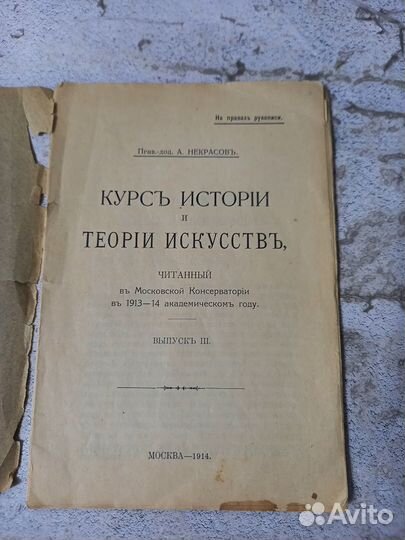 На правахъ рукописи.
Прив.-доц. А. НЕКРАСОВЪ.
КУРСЪ ИСТОРІИ
И
ТЕОРІИ ИСКУССТВЪ,
ЧИТАННЫЙ
въ Московской Консерваторіи
въ 1913—14 академическомъ году.
ВЫПУСКЪ III.
МОСКВА—1914.
Avito